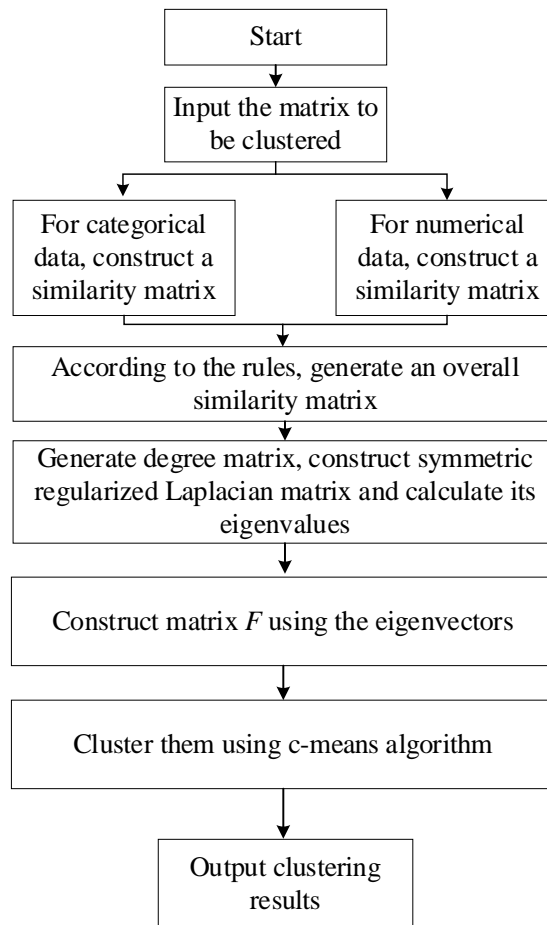 Start
Input the matrix to
be clustered
For categorical
data, construct a
similarity matrix
For numerical
data, construct a
similarity matrix
According to the rules, generate an overall
similarity matrix
Generate degree matrix, construct symmetric
regularized Laplacian matrix and calculate its
eigenvalues
Construct matrix F using the eigenvectors
Cluster them using c-means algorithm
Output clustering
results